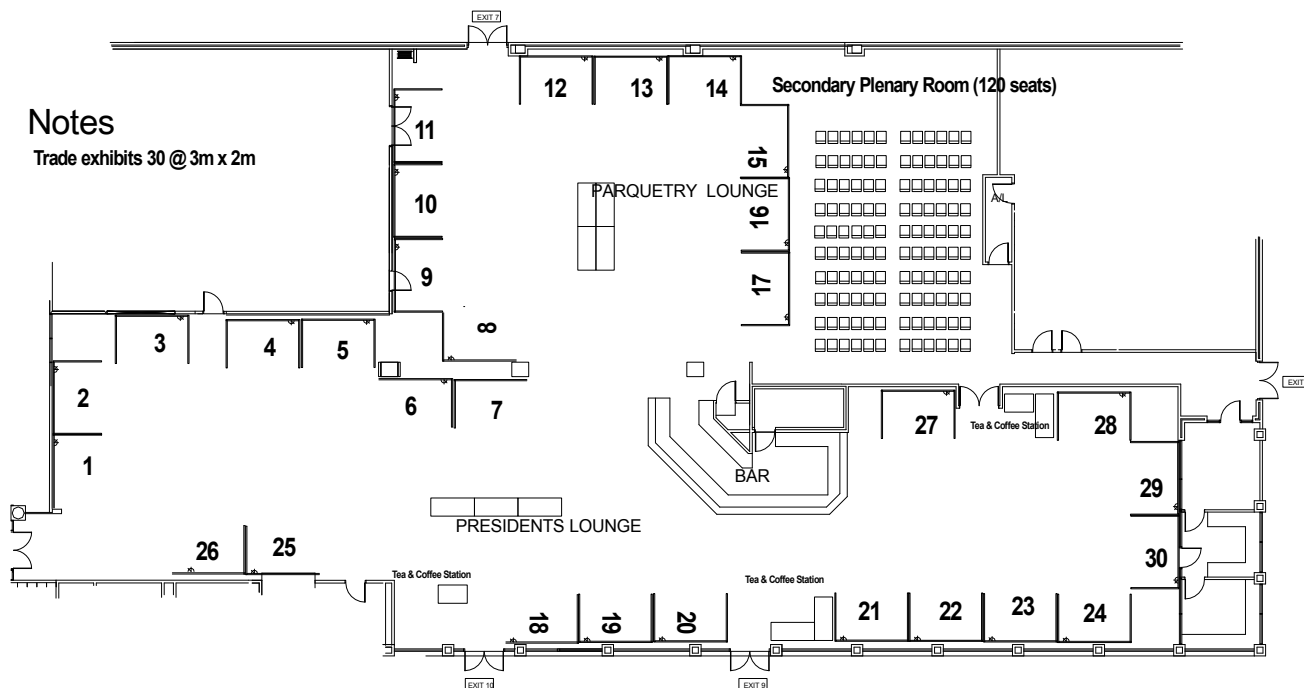 EXIT 7
Notes
Trade exhibits 30 @ 3m x 2m
12
13
14
Secondary Plenary Room (120 seats)
11
15
PARQUETRY LOUNGE
10
16
A/L
9
17
8
3
4
5
2
6
7
EXIT
27
Tea & Coffee Station
28
1
BAR
29
PRESIDENTS LOUNGE
26
25
30
Tea & Coffee Station
Tea & Coffee Station
18
19
20
21
22
23
24
EXIT 10
EXIT 9